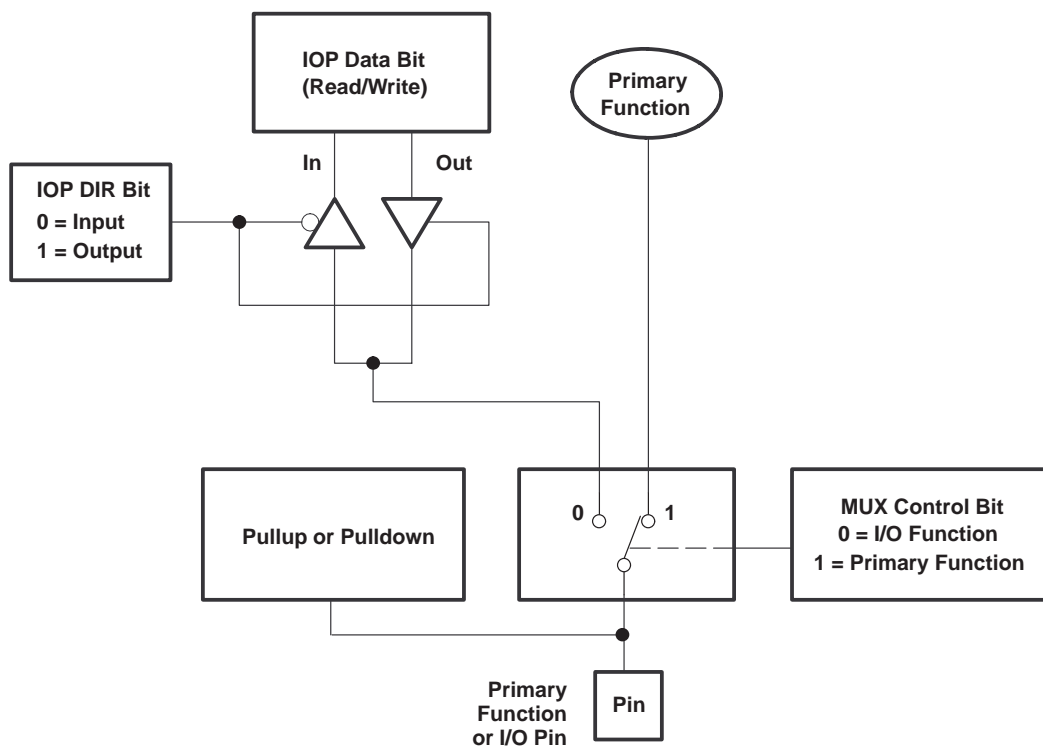 IOP Data Bit
(Read/Write)
Primary
Function
In
Out
IOP DIR Bit
0 = Input
1 = Output
Pullup or Pulldown
0
1
MUX Control Bit
0 = I/O Function
1 = Primary Function
Primary
Function
or I/O Pin
Pin